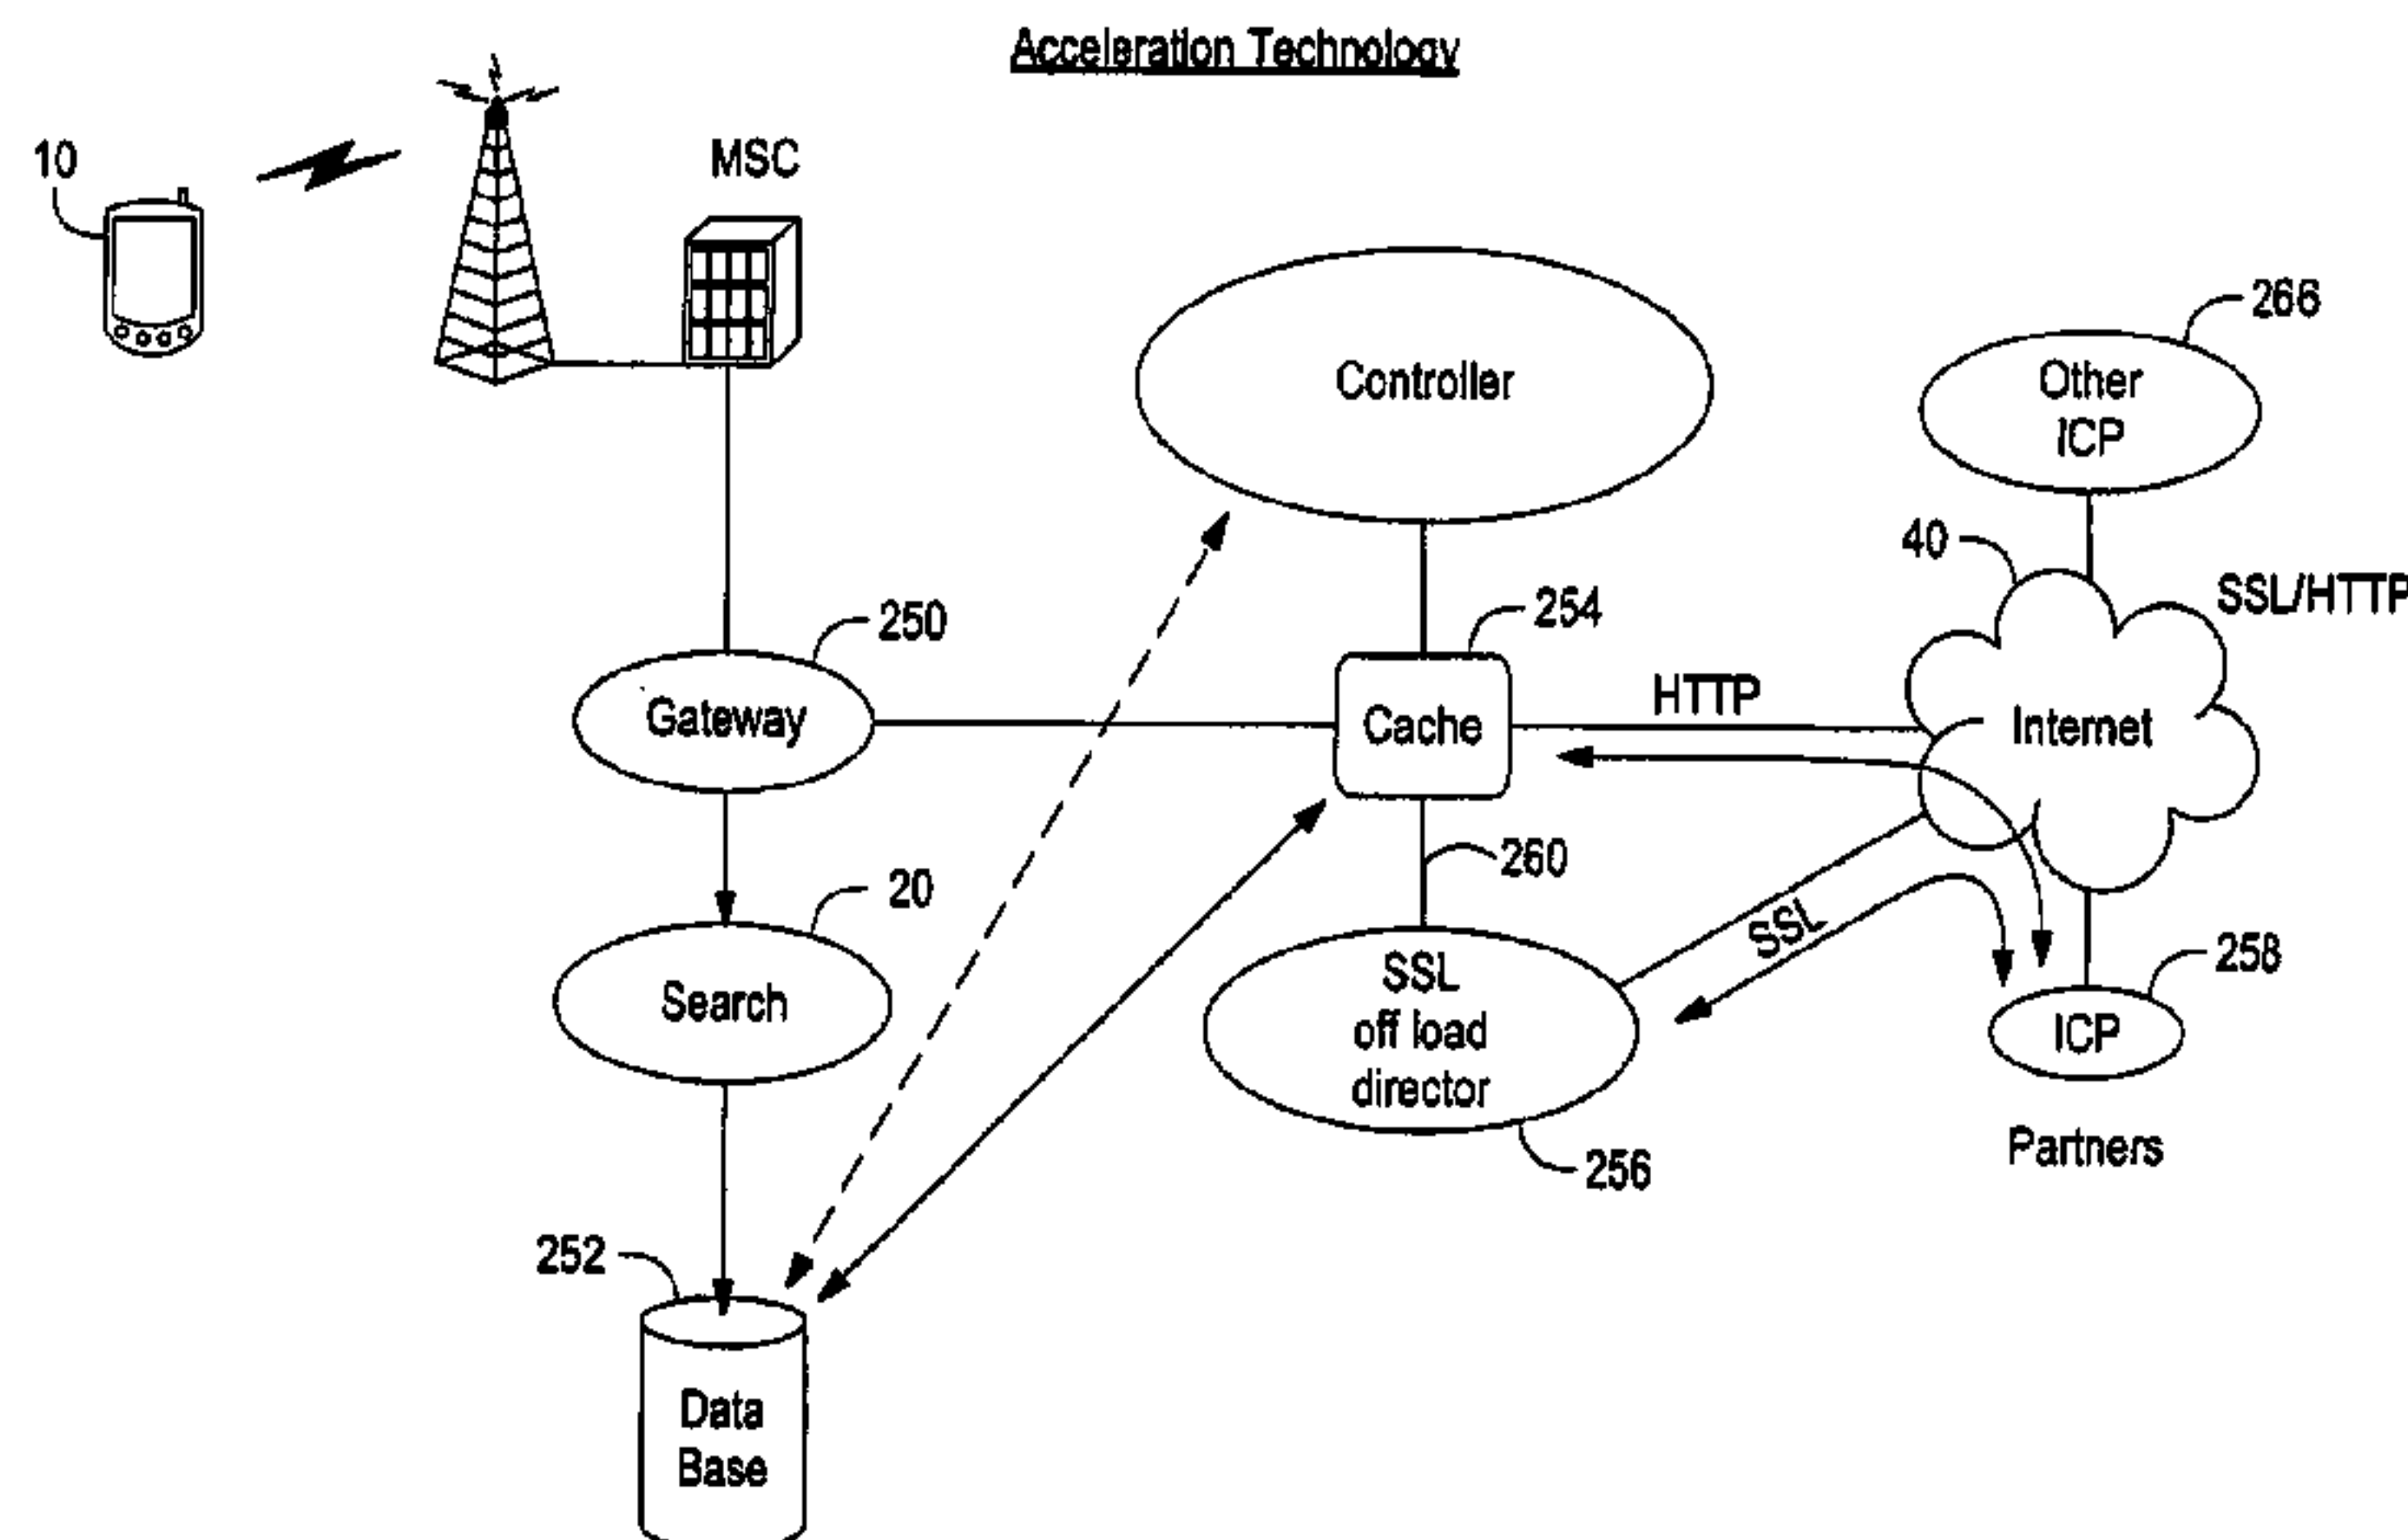 Acceleration Technology
10
MSC
Controller
266
Other
ICP
40
SSL/HTTP
250
254
Gateway
Cache
HTTP
Internet
260
20
Search
SSL
off load
director
SSL
258
ICP
256
Partners
252
Data
Base